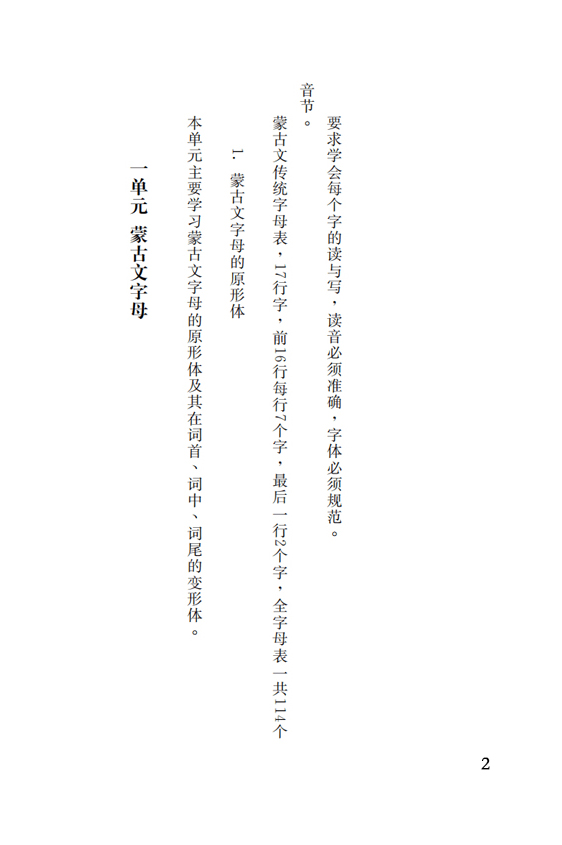 一单元 蒙古文字母
本单元主要学习蒙古文字母的原形体及其在词首、词中、词尾的变形体。
1. 蒙古文字母的原形体
蒙古文传统字母表，17行字，前16行每行7个字，最后一行2个字，全字母表一共114个
音节。
要求学会每个字的读与写，读音必须准确，字体必须规范。
2